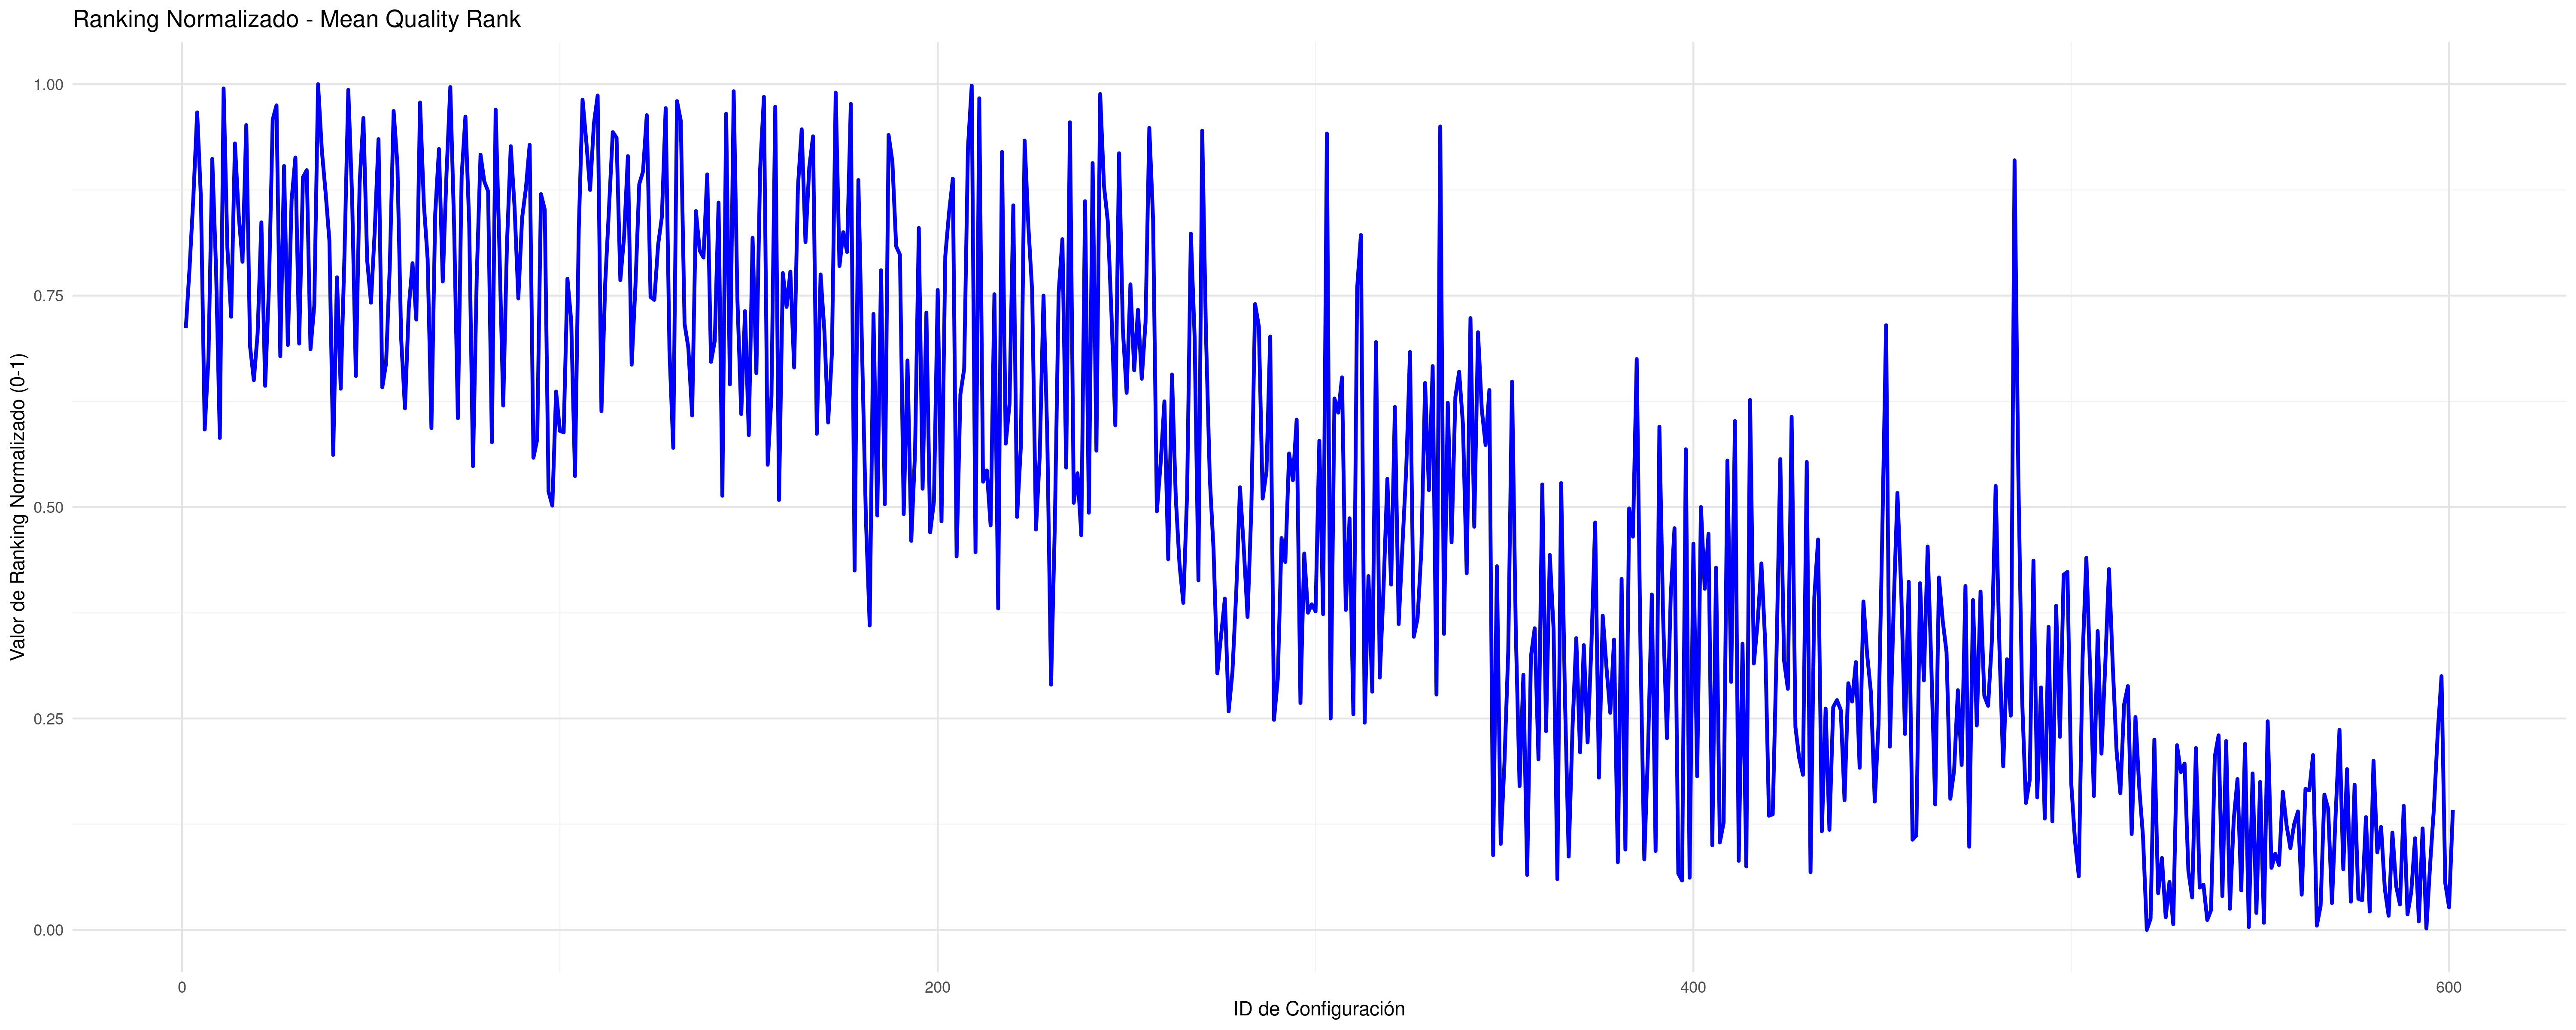 Ranking Normalizado - Mean Quality Rank
Valor de Ranking Normalizado (0-1)
1.00
0.75
0.50
0.25
0.00
0 200 400 600
ID de Configuración